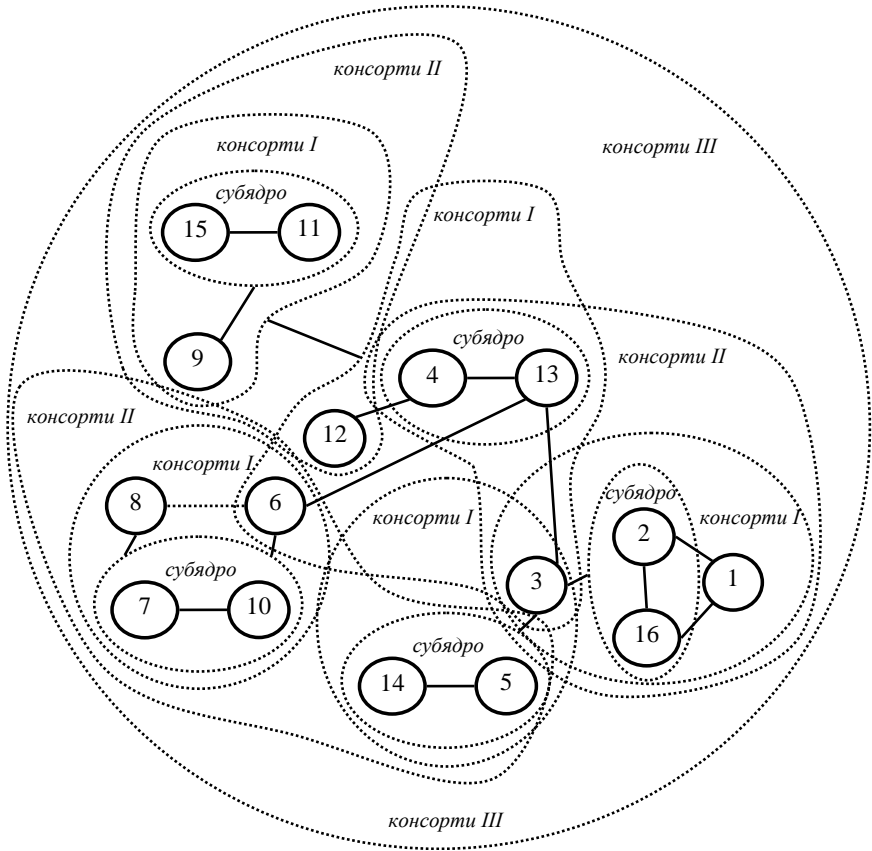 консорти II
консорти I
консорти III
субядро
15 11
консорти I
9
субядро
консорти II
4 13
консорти II
12
консорти I
8 6
консорти I
субядро
консорти I
2
субядро
3
1
7 10
16
субядро
14 5
консорти III